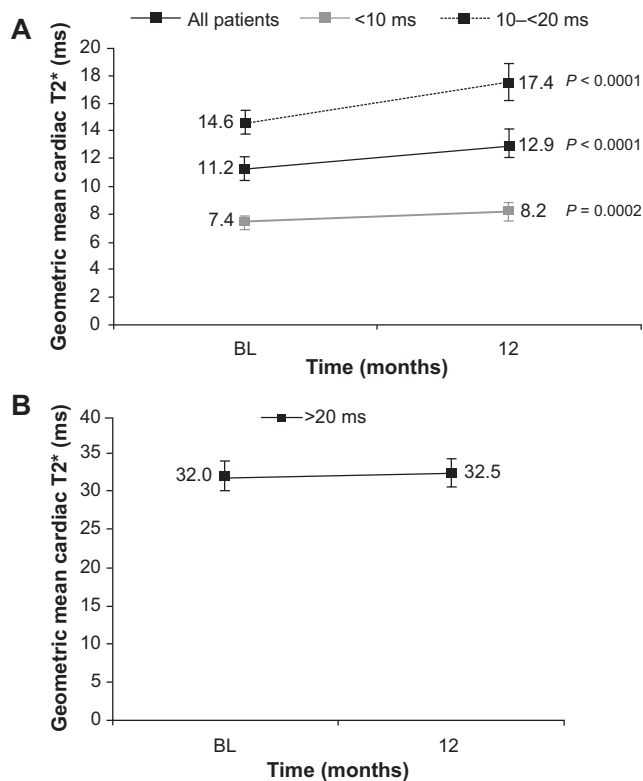 A
All patients <10 ms 10–<20 ms
Geometric mean cardiac T2* (ms)
20
18
16
14
12
10
8
6
4
2
0
14.6
17.4
P < 0.0001
11.2
12.9
P < 0.0001
7.4
8.2
P = 0.0002
BL 12
Time (months)
B
>20 ms
Geometric mean cardiac T2* (ms)
40
35
30
25
20
15
10
5
0
32.0
32.5
BL 12
Time (months)